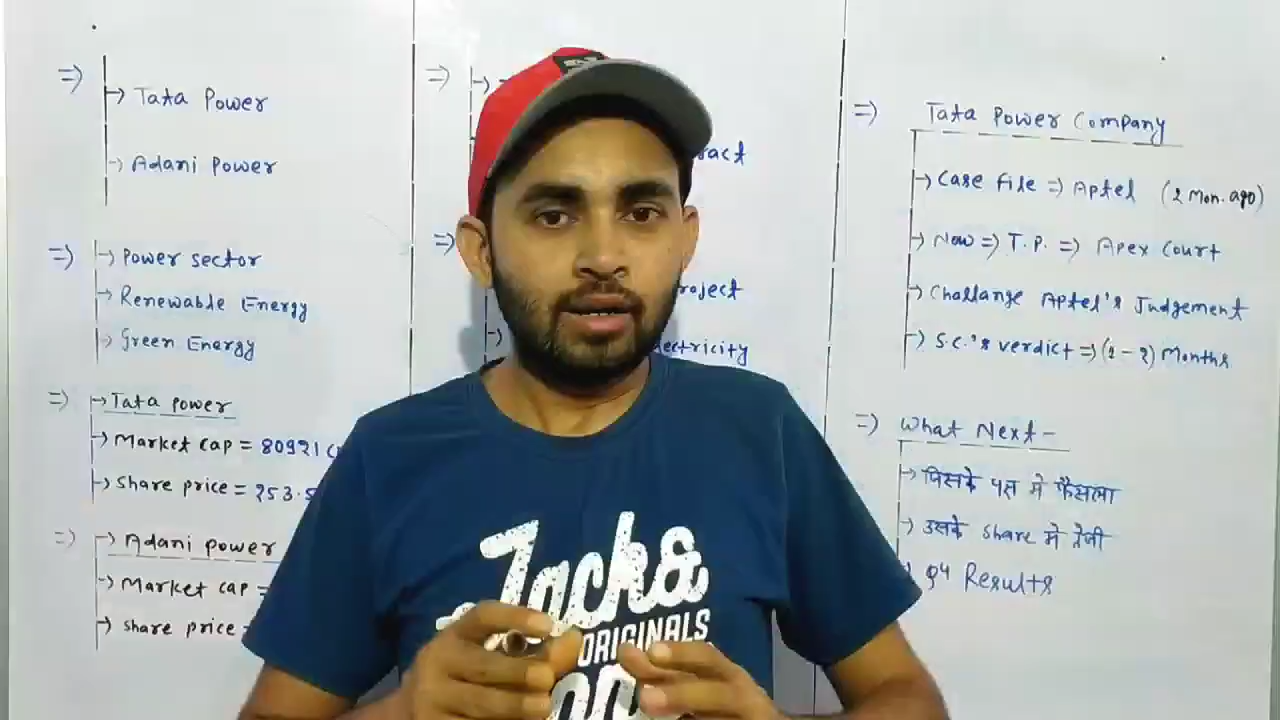 => -> Tata Power
-> Adani Power
=> -> Power sector
-> Renewable Energy
-> Green Energy
=> -> Tata power
-> Market cap = 80921
-> share price = 253.5
=> -> Adani power
-> Market cap =
-> share price
=>
ract
=>
roject
ectricity
=> Tata Power Company
-> Case file => Aptel (2 Mon. ago)
-> Now => T.P. => Apex Court
-> Challange Aptel's Judgement
-> S.C.'s verdict => Months
=> What Next-
-> जिसके पक्ष मे फैसला
-> उसके share मे तेजी
Q4 Results
Jack&
ORIGINALS